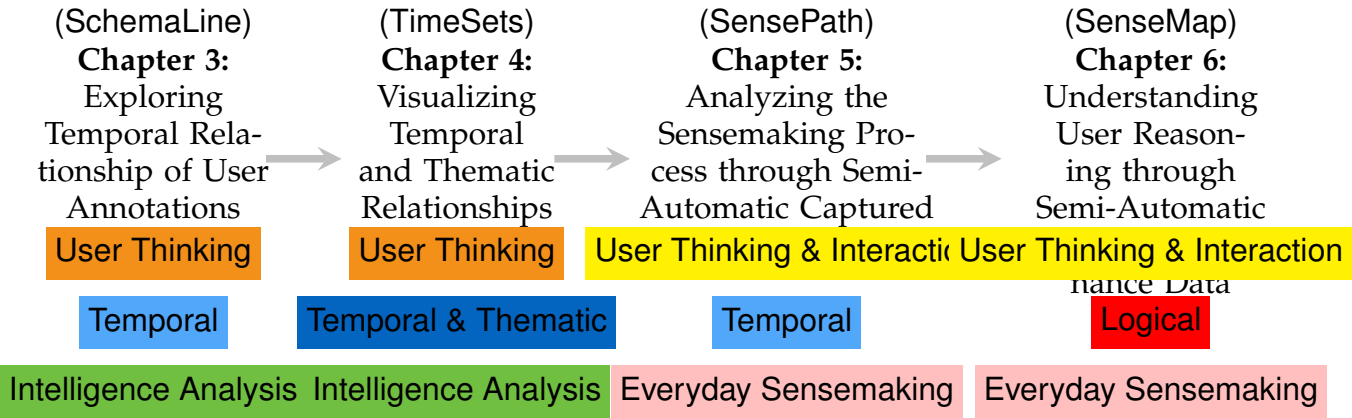 (SchemaLine)
Chapter 3:
Exploring
Temporal Rela-
tionship of User
Annotations
User Thinking
Temporal
Intelligence Analysis
(TimeSets)
Chapter 4:
Visualizing
Temporal
and Thematic
Relationships
User Thinking
Temporal & Thematic
Intelligence Analysis
(SensePath)
Chapter 5:
Analyzing the
Sensemaking Pro-
cess through Semi-
Automatic Captured
User Thinking & Interactio
Temporal
Everyday Sensemaking
(SenseMap)
Chapter 6:
Understanding
User Reason-
ing through
Semi-Automatic
User Thinking & Interaction
nance Data
Logical
Everyday Sensemaking